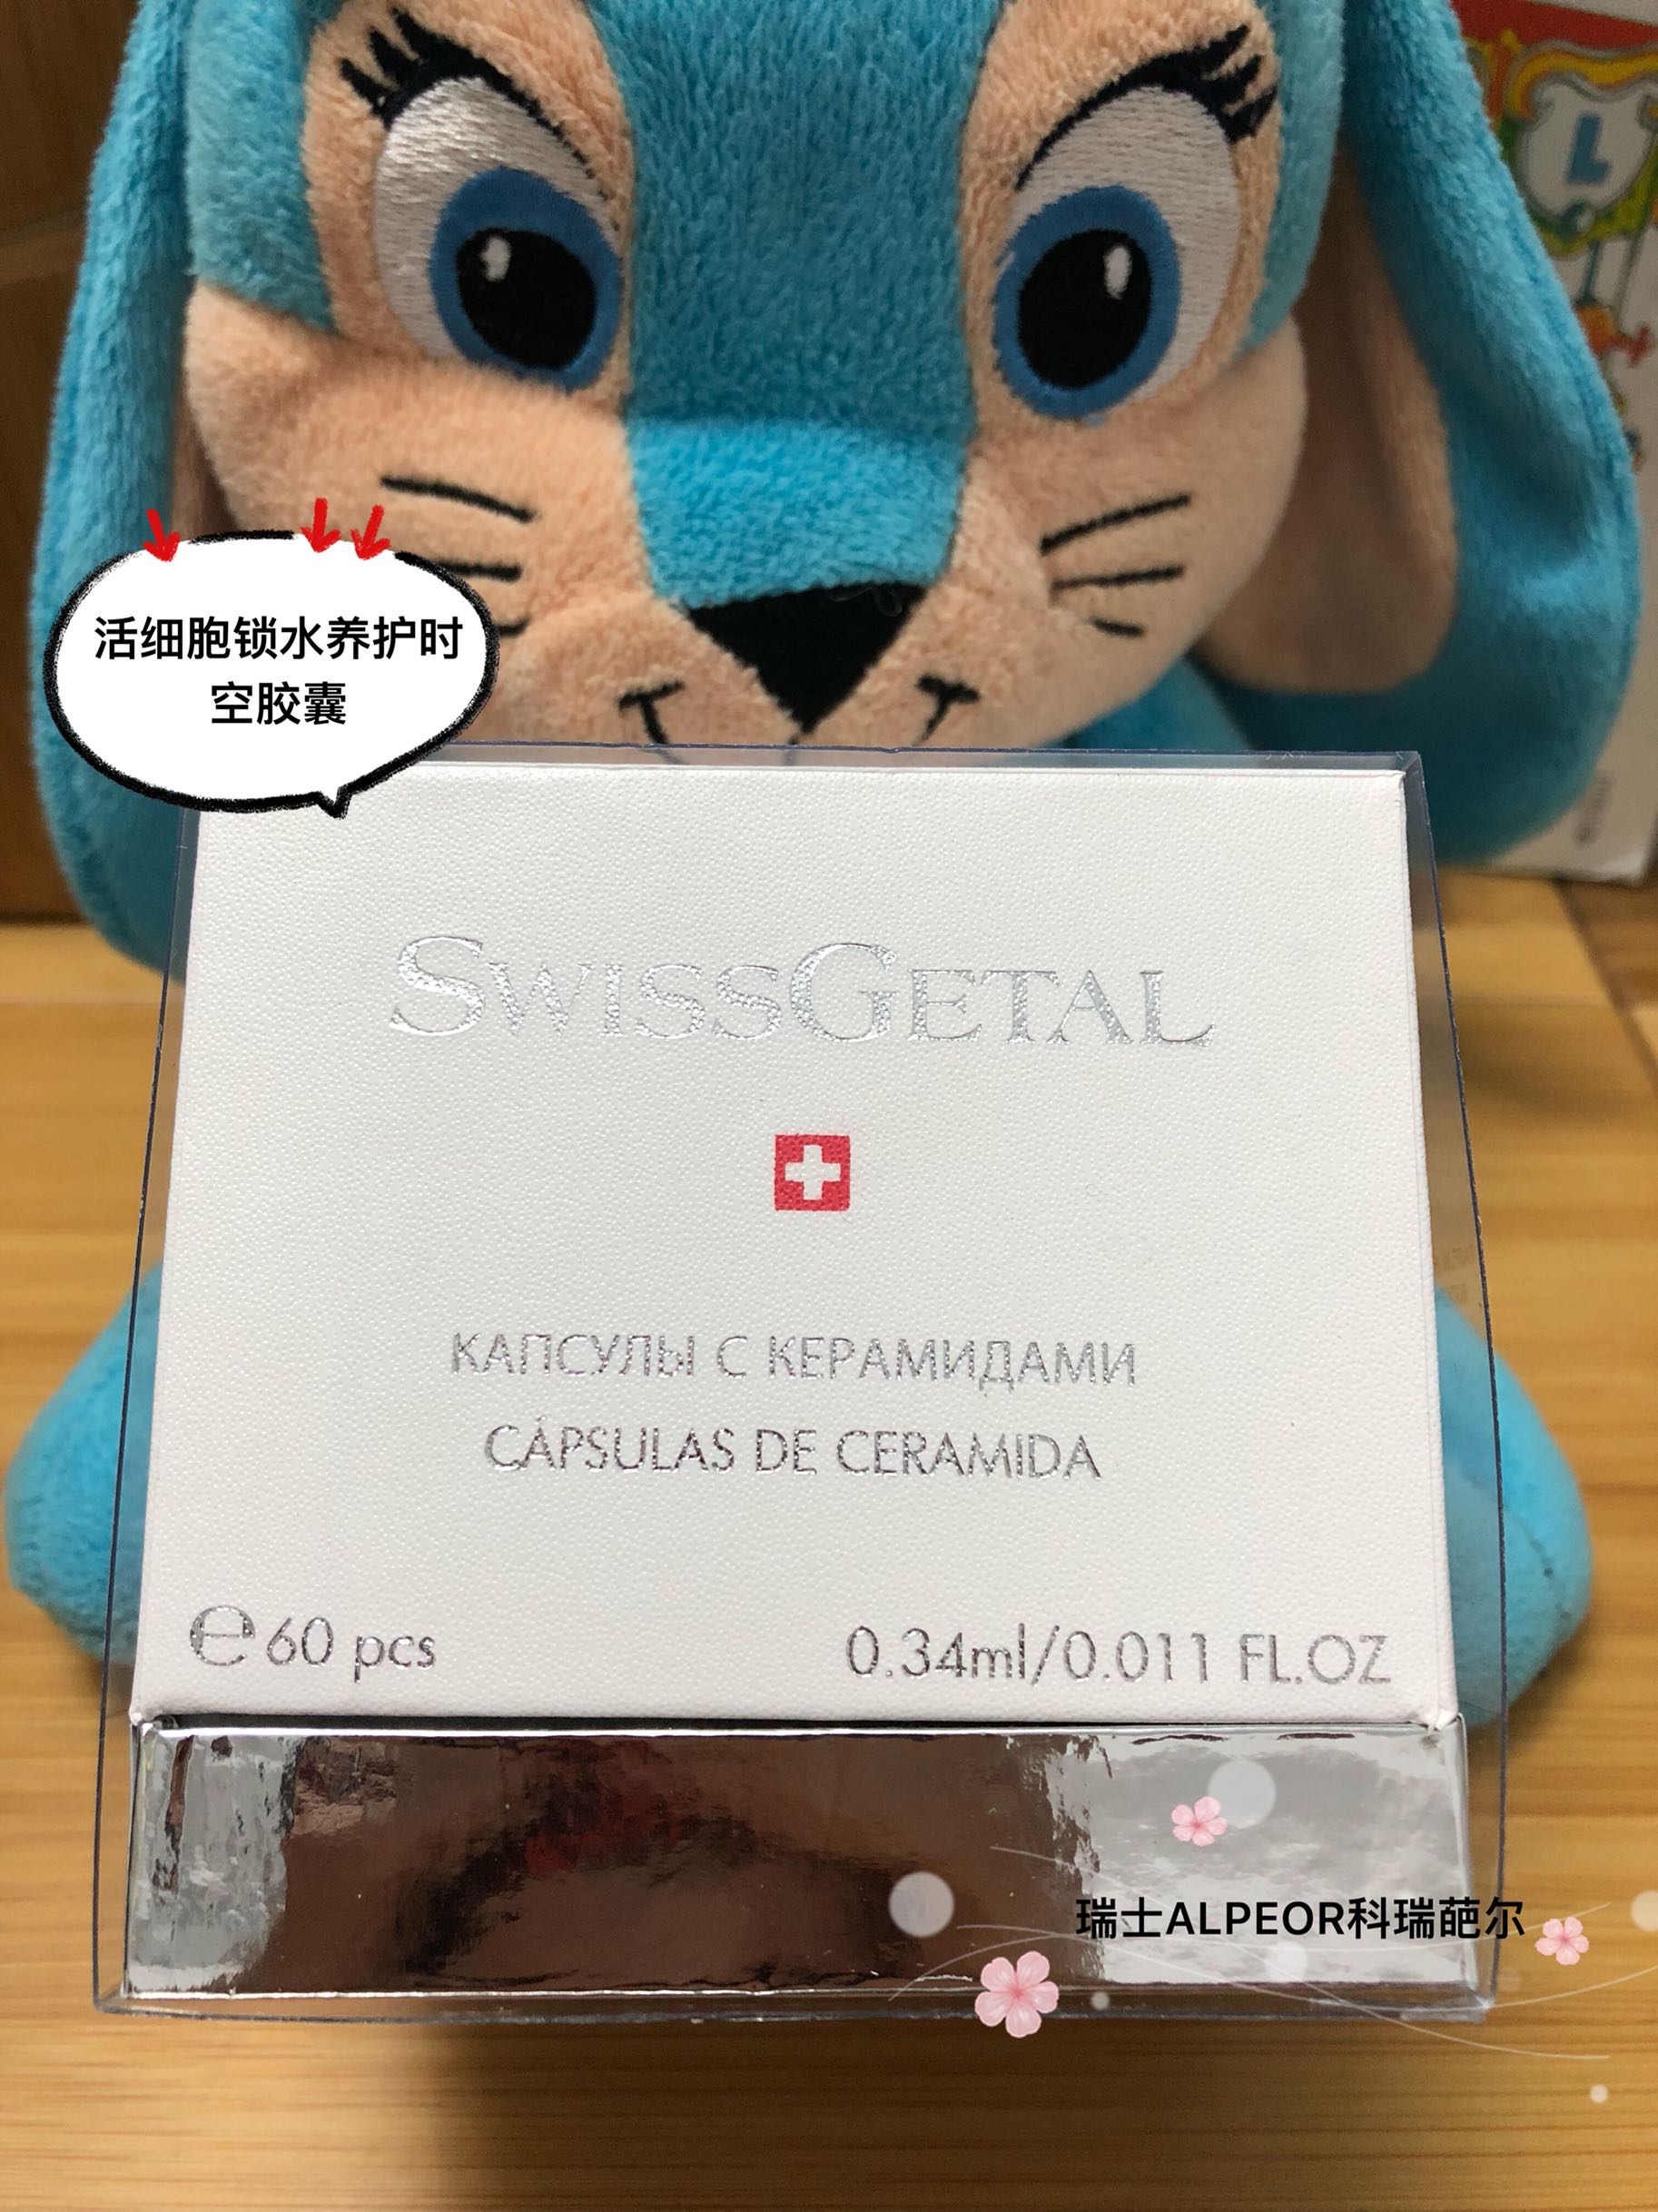 L
活细胞锁水养护时
空胶囊
SWISSGETAL
КАПСУЛЫ С КЕРАМИДАМИ
CÁPSULAS DE CERAMIDA
℮ 60 pcs
0.34ml/0.011 FL.OZ
瑞士ALPEOR科瑞葩尔